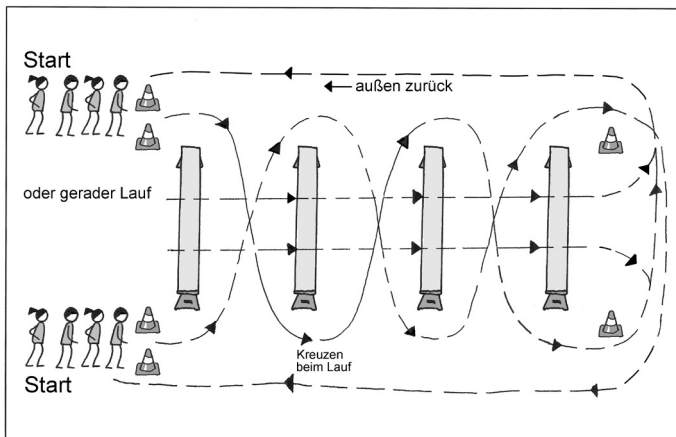 Start
außen zurück
oder gerader Lauf
Kreuzen
beim Lauf
Start